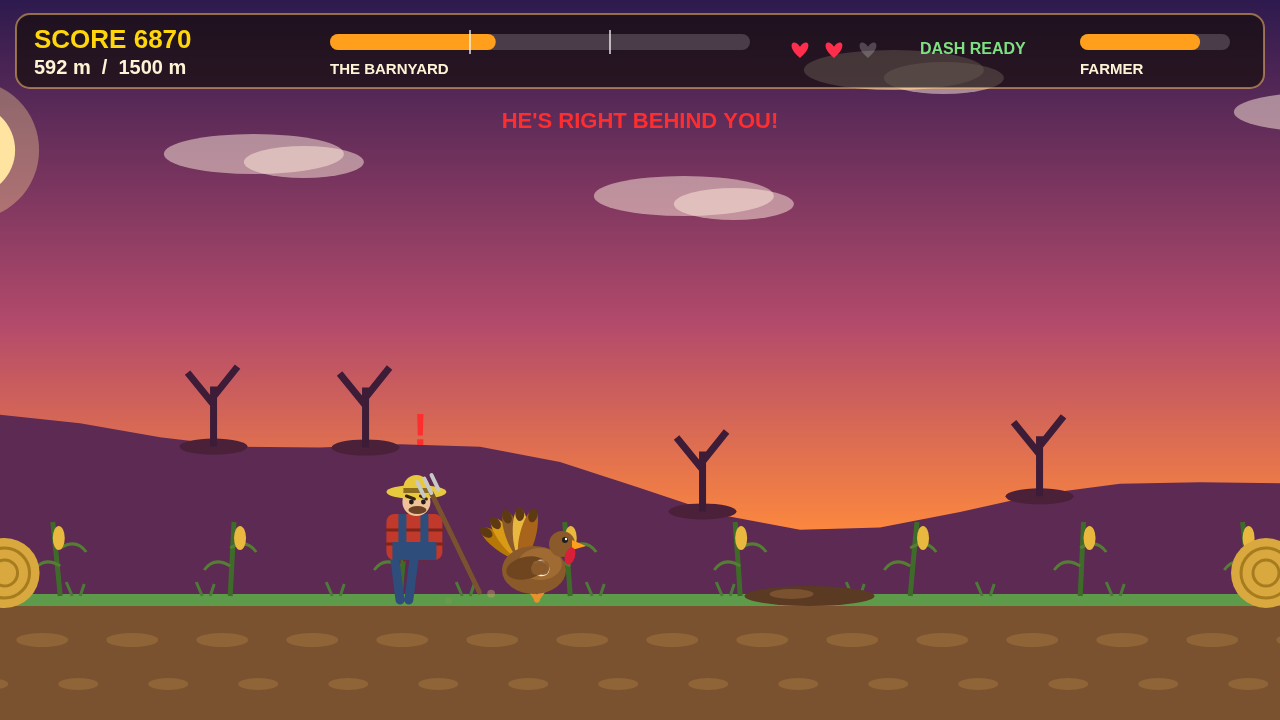 SCORE 6870
592 m / 1500 m
THE BARNYARD
DASH READY
FARMER
HE'S RIGHT BEHIND YOU!
!